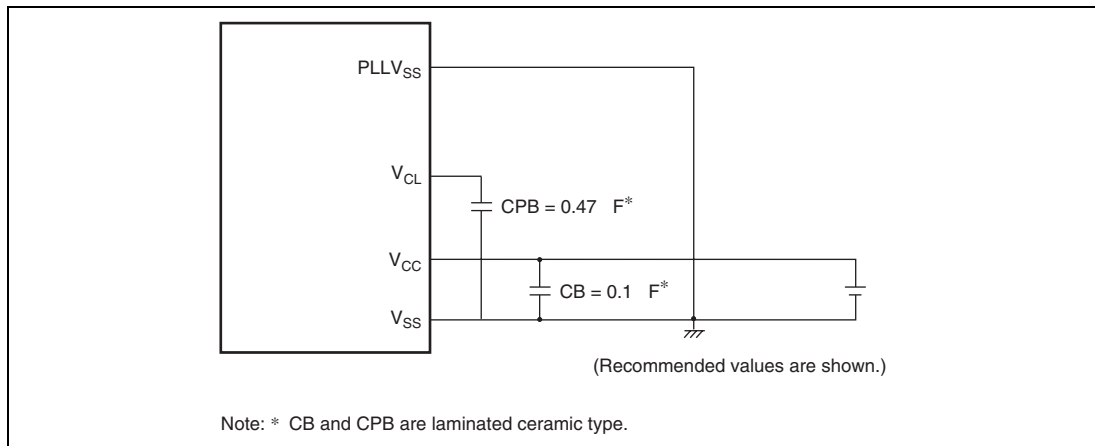 PLLVSS
VCL
CPB = 0.47 F*
VCC
CB = 0.1 F*
VSS
(Recommended values are shown.)
Note: * CB and CPB are laminated ceramic type.